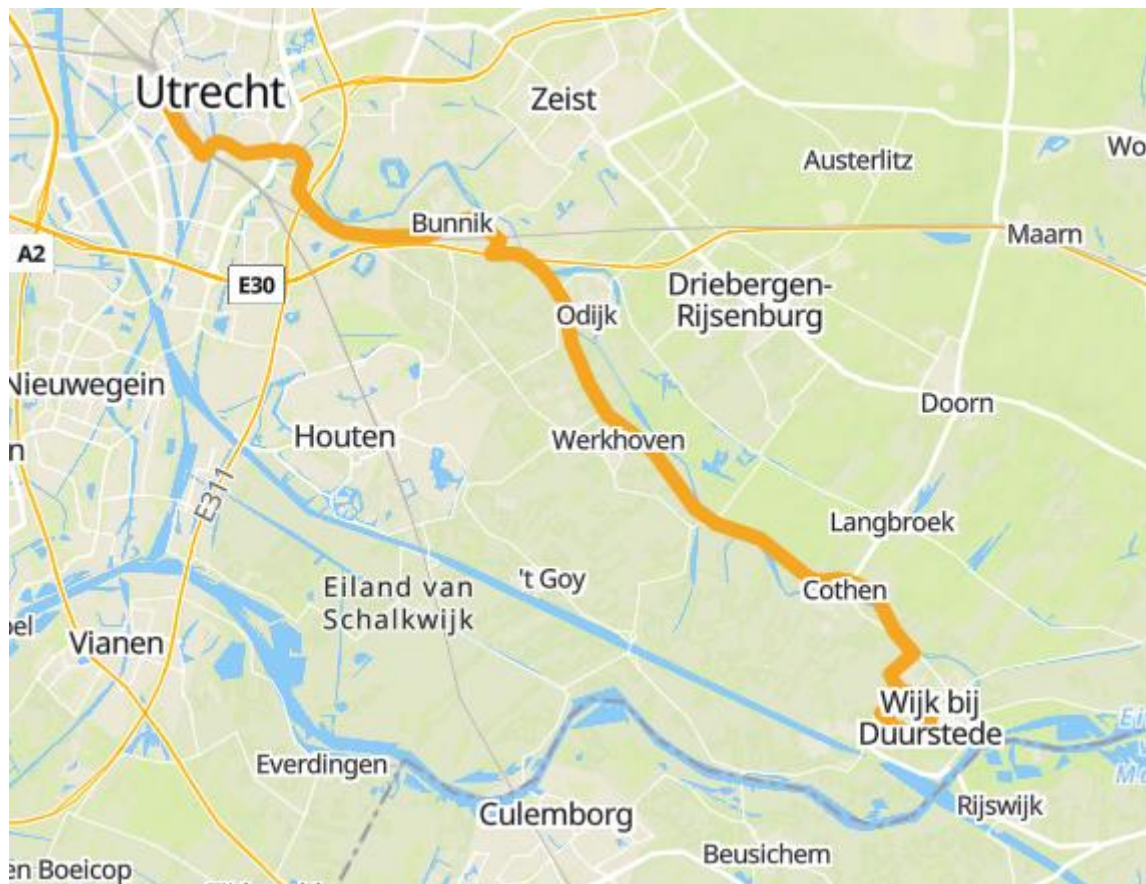 Utrecht
Zeist
Austerlitz
Wo
Bunnik
Maarn
A2
E30
Driebergen-
Rijsenburg
Odijk
Nieuwegein
Doorn
Houten
Werkhoven
n
E311
Langbroek
't Goy
Eiland van
Schalkwijk
Cothen
pel
Vianen
Wijk bij
Duurstede
Ei
M
Everdingen
Rijswijk
Culemborg
Beusichem
en Boeicop